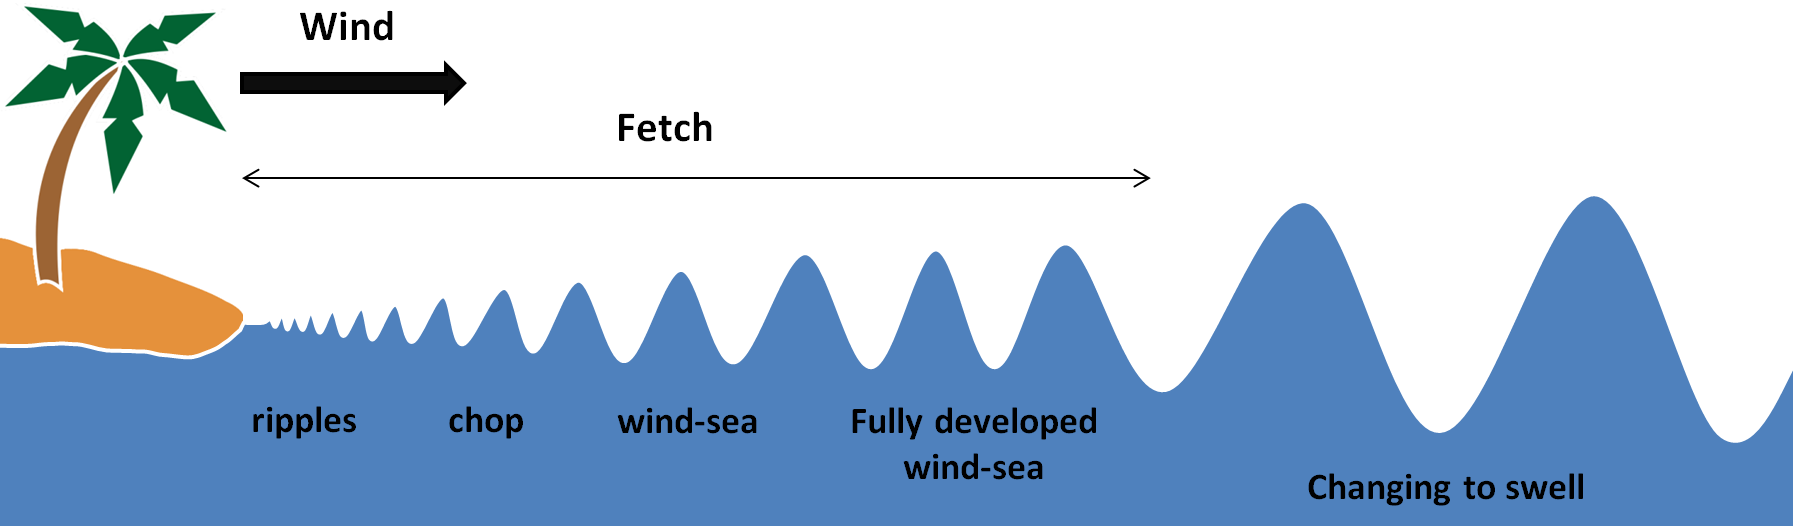 Wind
Fetch
ripples
chop
wind-sea
Fully developed
wind-sea
Changing to swell